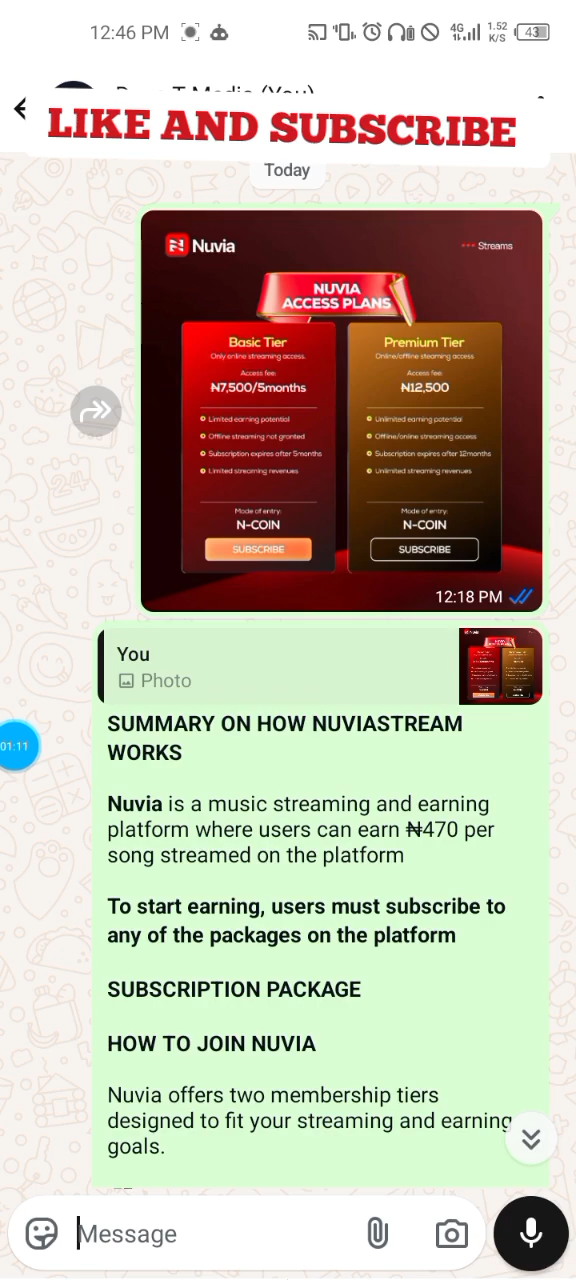 12:46 PM
4G
1.52
K/S
43
LIKE AND SUBSCRIBE
Today
Nuvia
Streams
NUVIA
ACCESS PLANS
Basic Tier
Only online streaming access.
Access fee:
₦7,500/5months
Limited earning potential
Offline streaming not granted
Subscription expires after 5months
Limited streaming revenues
Mode of entry:
N-COIN
SUBSCRIBE
Premium Tier
Online/offline steaming access.
Access fee:
₦12,500
Unlimited earning potential
Offline/online streaming access
Subscription expires after 12months
Unlimited streaming revenues
Mode of entry:
N-COIN
SUBSCRIBE
12:18 PM
You
Photo
SUMMARY ON HOW NUVIASTREAM
WORKS
01:11
Nuvia is a music streaming and earning
platform where users can earn ₦470 per
song streamed on the platform
To start earning, users must subscribe to
any of the packages on the platform
SUBSCRIPTION PACKAGE
HOW TO JOIN NUVIA
Nuvia offers two membership tiers
designed to fit your streaming and earning
goals.
Message